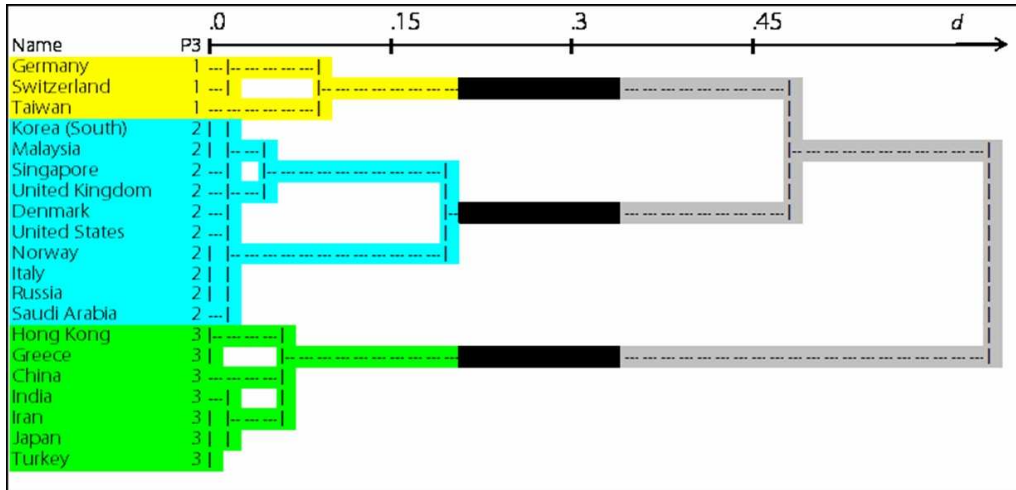 .0 .15 .3 .45 d
Name P3
Germany 1
Switzerland 1
Taiwan 1
Korea (South) 2
Malaysia 2
Singapore 2
United Kingdom 2
Denmark 2
United States 2
Norway 2
Italy 2
Russia 2
Saudi Arabia 2
Hong Kong 3
Greece 3
China 3
India 3
Iran 3
Japan 3
Turkey 3